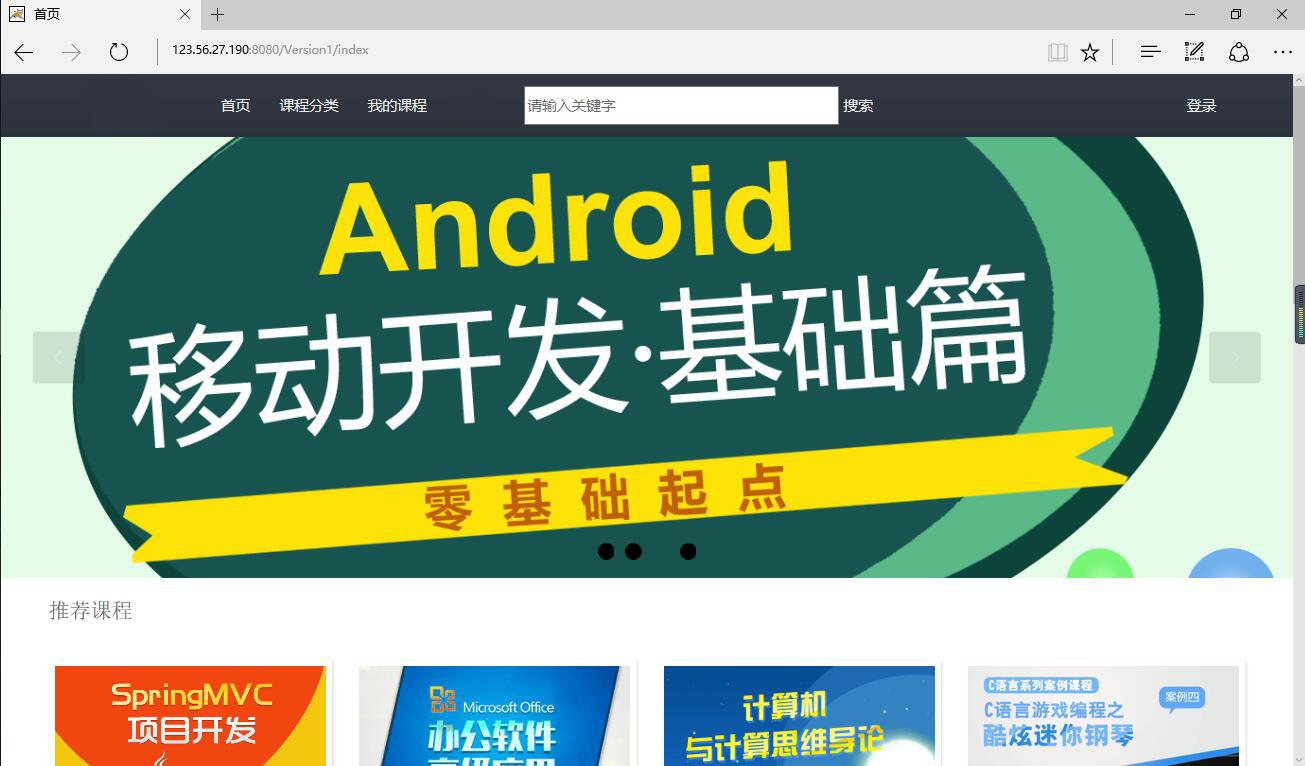 首页
123.56.27.190:8080/Version1/index
首页 课程分类 我的课程 请输入关键字 搜索 登录
Android
移动开发·基础篇
零基础起点
推荐课程
SpringMVC
项目开发
Microsoft Office
办公软件
高级应用
计算机
与计算思维导论
C语言系列案例课程
案例四
C语言游戏编程之
酷炫迷你钢琴